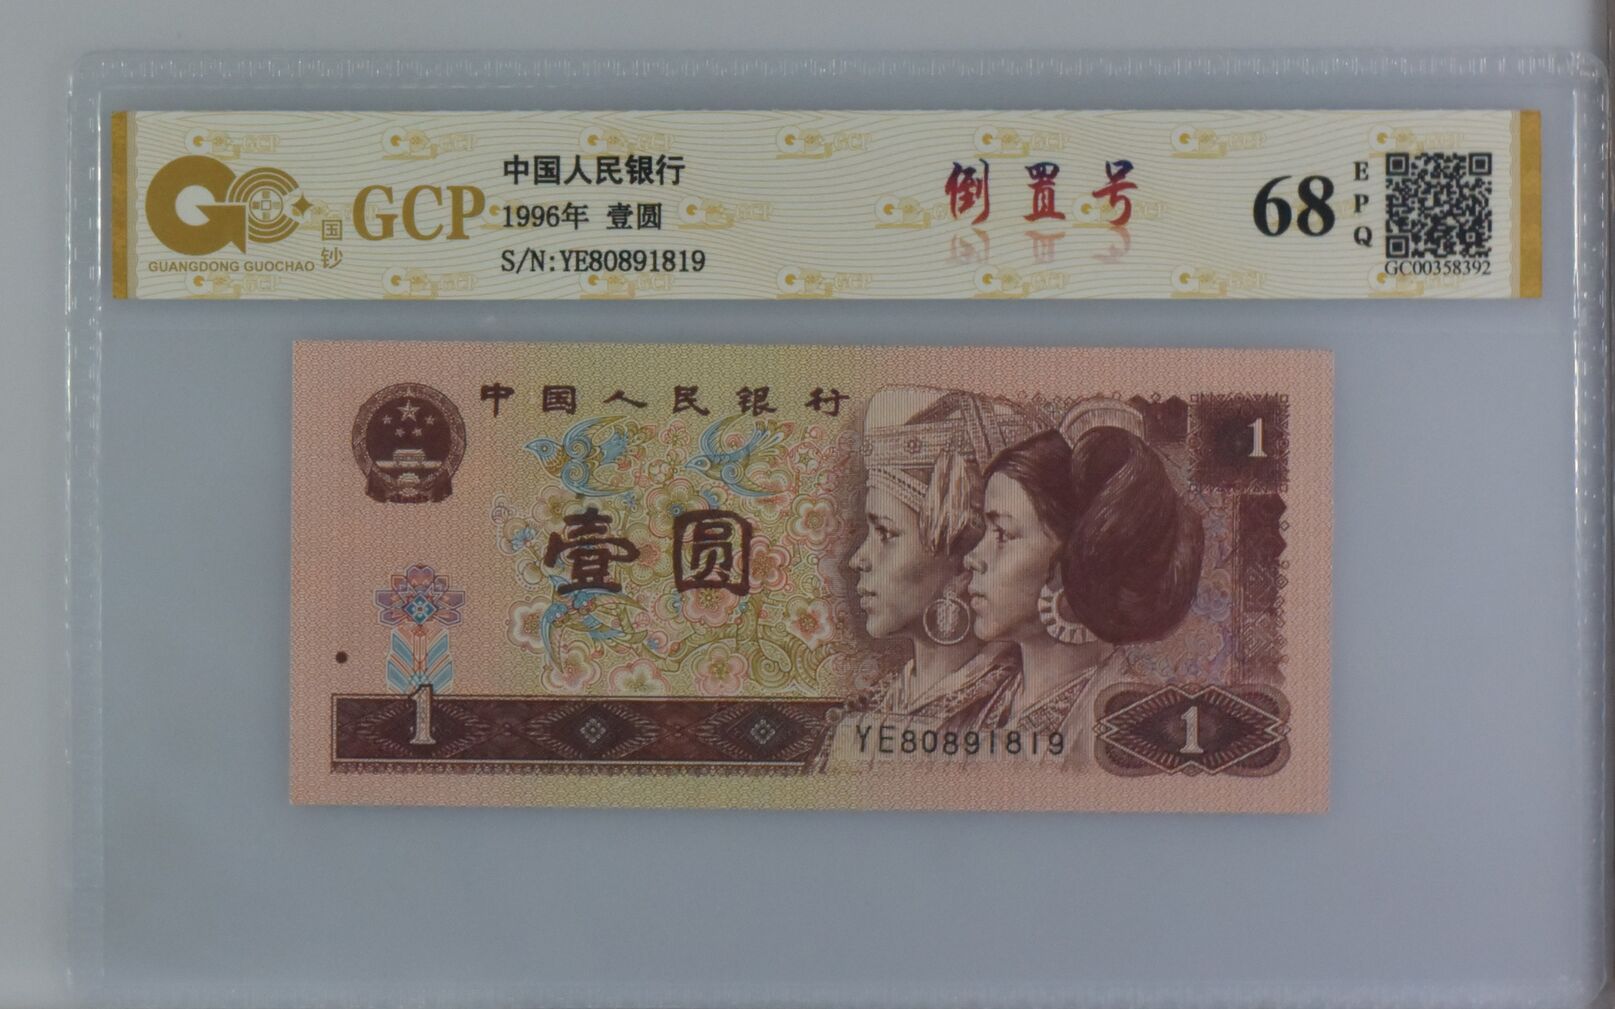 中国人民银行
1996年 壹圆
S/N:YE80891819
GCP
国钞
GUANGDONG GUOCHAO
倒置号
68
EPQ
GC00358392
中国人民银行
1
壹圆
1
YE80891819
1